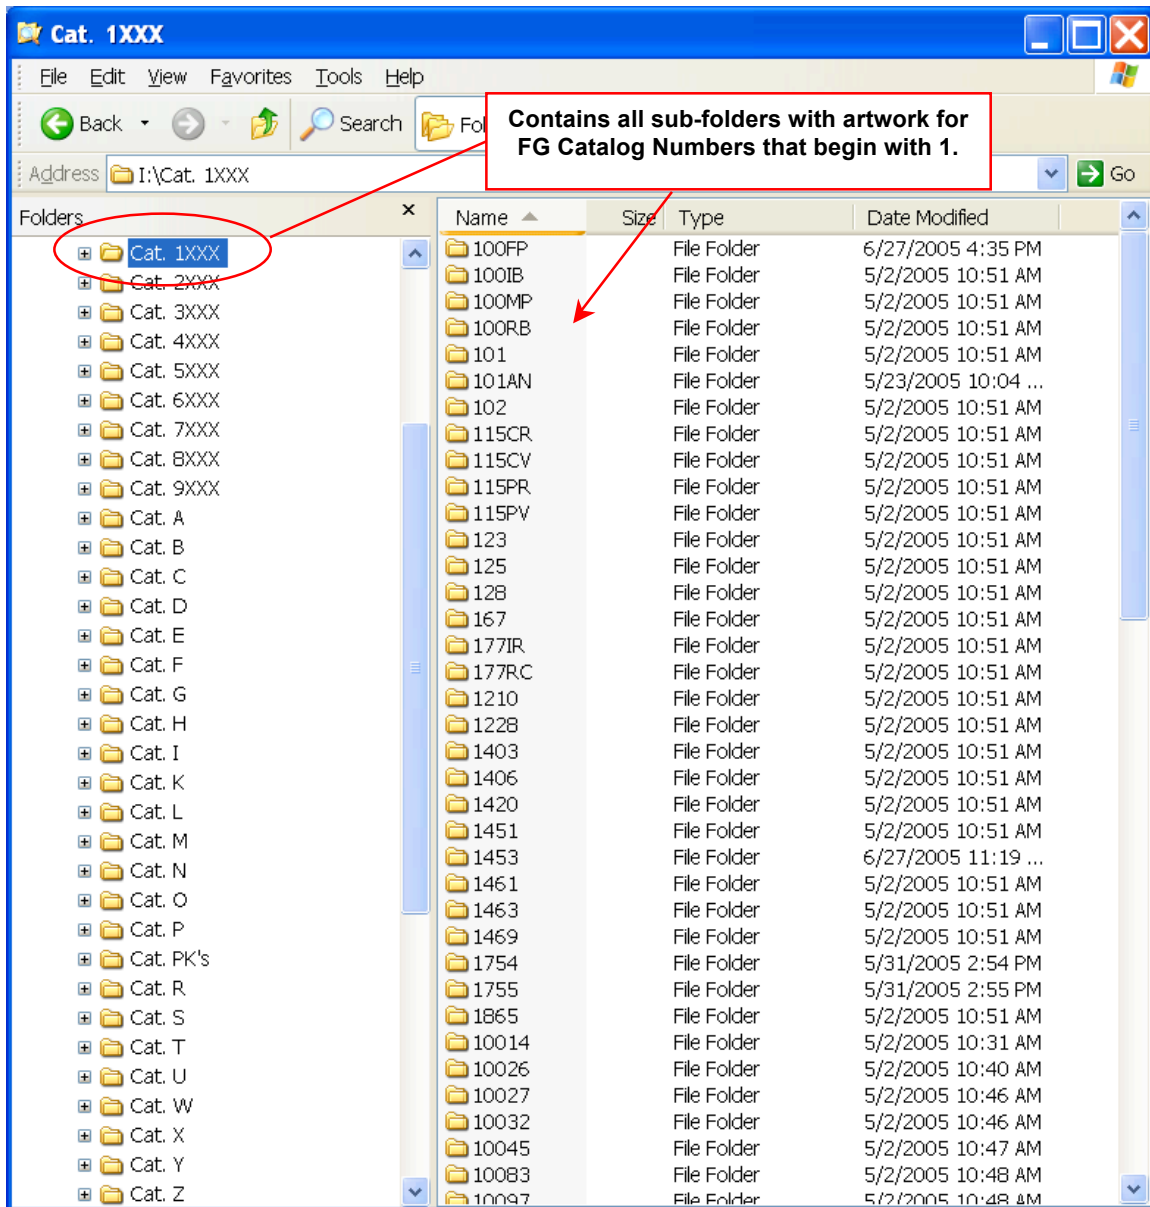 Cat. 1XXX
File Edit View Favorites Tools Help
Back Search Fol
Contains all sub-folders with artwork for
FG Catalog Numbers that begin with 1.
Address I:\Cat. 1XXX Go
Folders
Cat. 1XXX
Cat. 2XXX
Cat. 3XXX
Cat. 4XXX
Cat. 5XXX
Cat. 6XXX
Cat. 7XXX
Cat. 8XXX
Cat. 9XXX
Cat. A
Cat. B
Cat. C
Cat. D
Cat. E
Cat. F
Cat. G
Cat. H
Cat. I
Cat. K
Cat. L
Cat. M
Cat. N
Cat. O
Cat. P
Cat. PK's
Cat. R
Cat. S
Cat. T
Cat. U
Cat. W
Cat. X
Cat. Y
Cat. Z
Name Size Type Date Modified
100FP File Folder 6/27/2005 4:35 PM
100IB File Folder 5/2/2005 10:51 AM
100MP File Folder 5/2/2005 10:51 AM
100RB File Folder 5/2/2005 10:51 AM
101 File Folder 5/2/2005 10:51 AM
101AN File Folder 5/23/2005 10:04 ...
102 File Folder 5/2/2005 10:51 AM
115CR File Folder 5/2/2005 10:51 AM
115CV File Folder 5/2/2005 10:51 AM
115PR File Folder 5/2/2005 10:51 AM
115PV File Folder 5/2/2005 10:51 AM
123 File Folder 5/2/2005 10:51 AM
125 File Folder 5/2/2005 10:51 AM
128 File Folder 5/2/2005 10:51 AM
167 File Folder 5/2/2005 10:51 AM
177IR File Folder 5/2/2005 10:51 AM
177RC File Folder 5/2/2005 10:51 AM
1210 File Folder 5/2/2005 10:51 AM
1228 File Folder 5/2/2005 10:51 AM
1403 File Folder 5/2/2005 10:51 AM
1406 File Folder 5/2/2005 10:51 AM
1420 File Folder 5/2/2005 10:51 AM
1451 File Folder 5/2/2005 10:51 AM
1453 File Folder 6/27/2005 11:19 ...
1461 File Folder 5/2/2005 10:51 AM
1463 File Folder 5/2/2005 10:51 AM
1469 File Folder 5/2/2005 10:51 AM
1754 File Folder 5/31/2005 2:54 PM
1755 File Folder 5/31/2005 2:55 PM
1865 File Folder 5/2/2005 10:51 AM
10014 File Folder 5/2/2005 10:31 AM
10026 File Folder 5/2/2005 10:40 AM
10027 File Folder 5/2/2005 10:46 AM
10032 File Folder 5/2/2005 10:46 AM
10045 File Folder 5/2/2005 10:47 AM
10083 File Folder 5/2/2005 10:48 AM
10097 File Folder 5/2/2005 10:48 AM